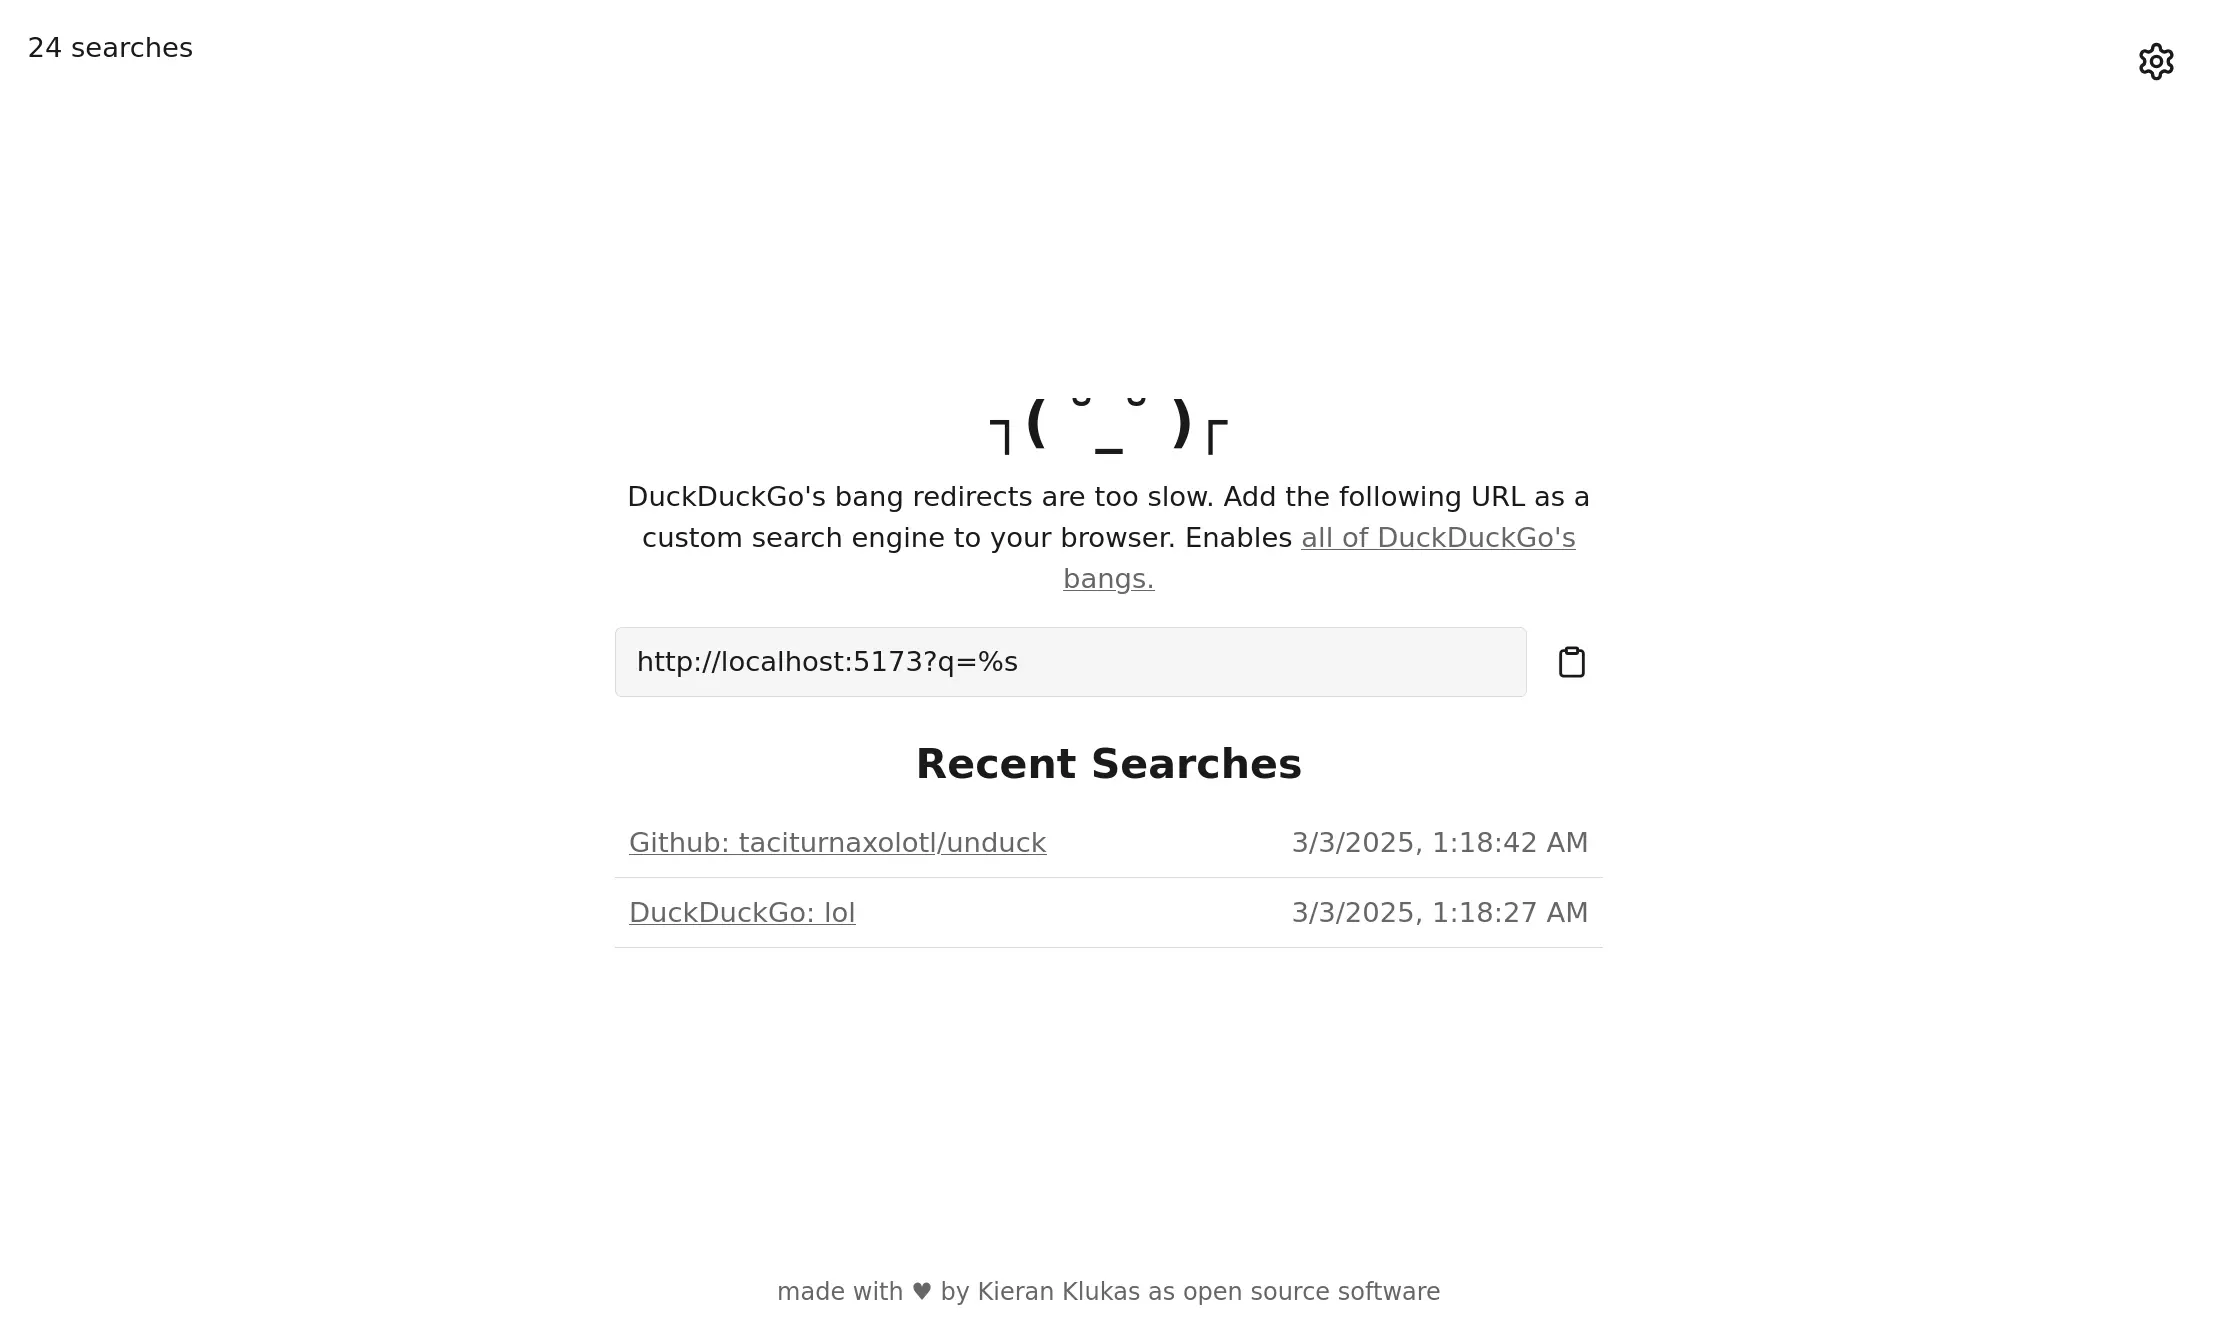 24 searches
┐( ˘_˘ )┌
DuckDuckGo's bang redirects are too slow. Add the following URL as a
custom search engine to your browser. Enables all of DuckDuckGo's
bangs.
http://localhost:5173?q=%s
Recent Searches
Github: taciturnaxolotl/unduck 3/3/2025, 1:18:42 AM
DuckDuckGo: lol 3/3/2025, 1:18:27 AM
made with ♥ by Kieran Klukas as open source software